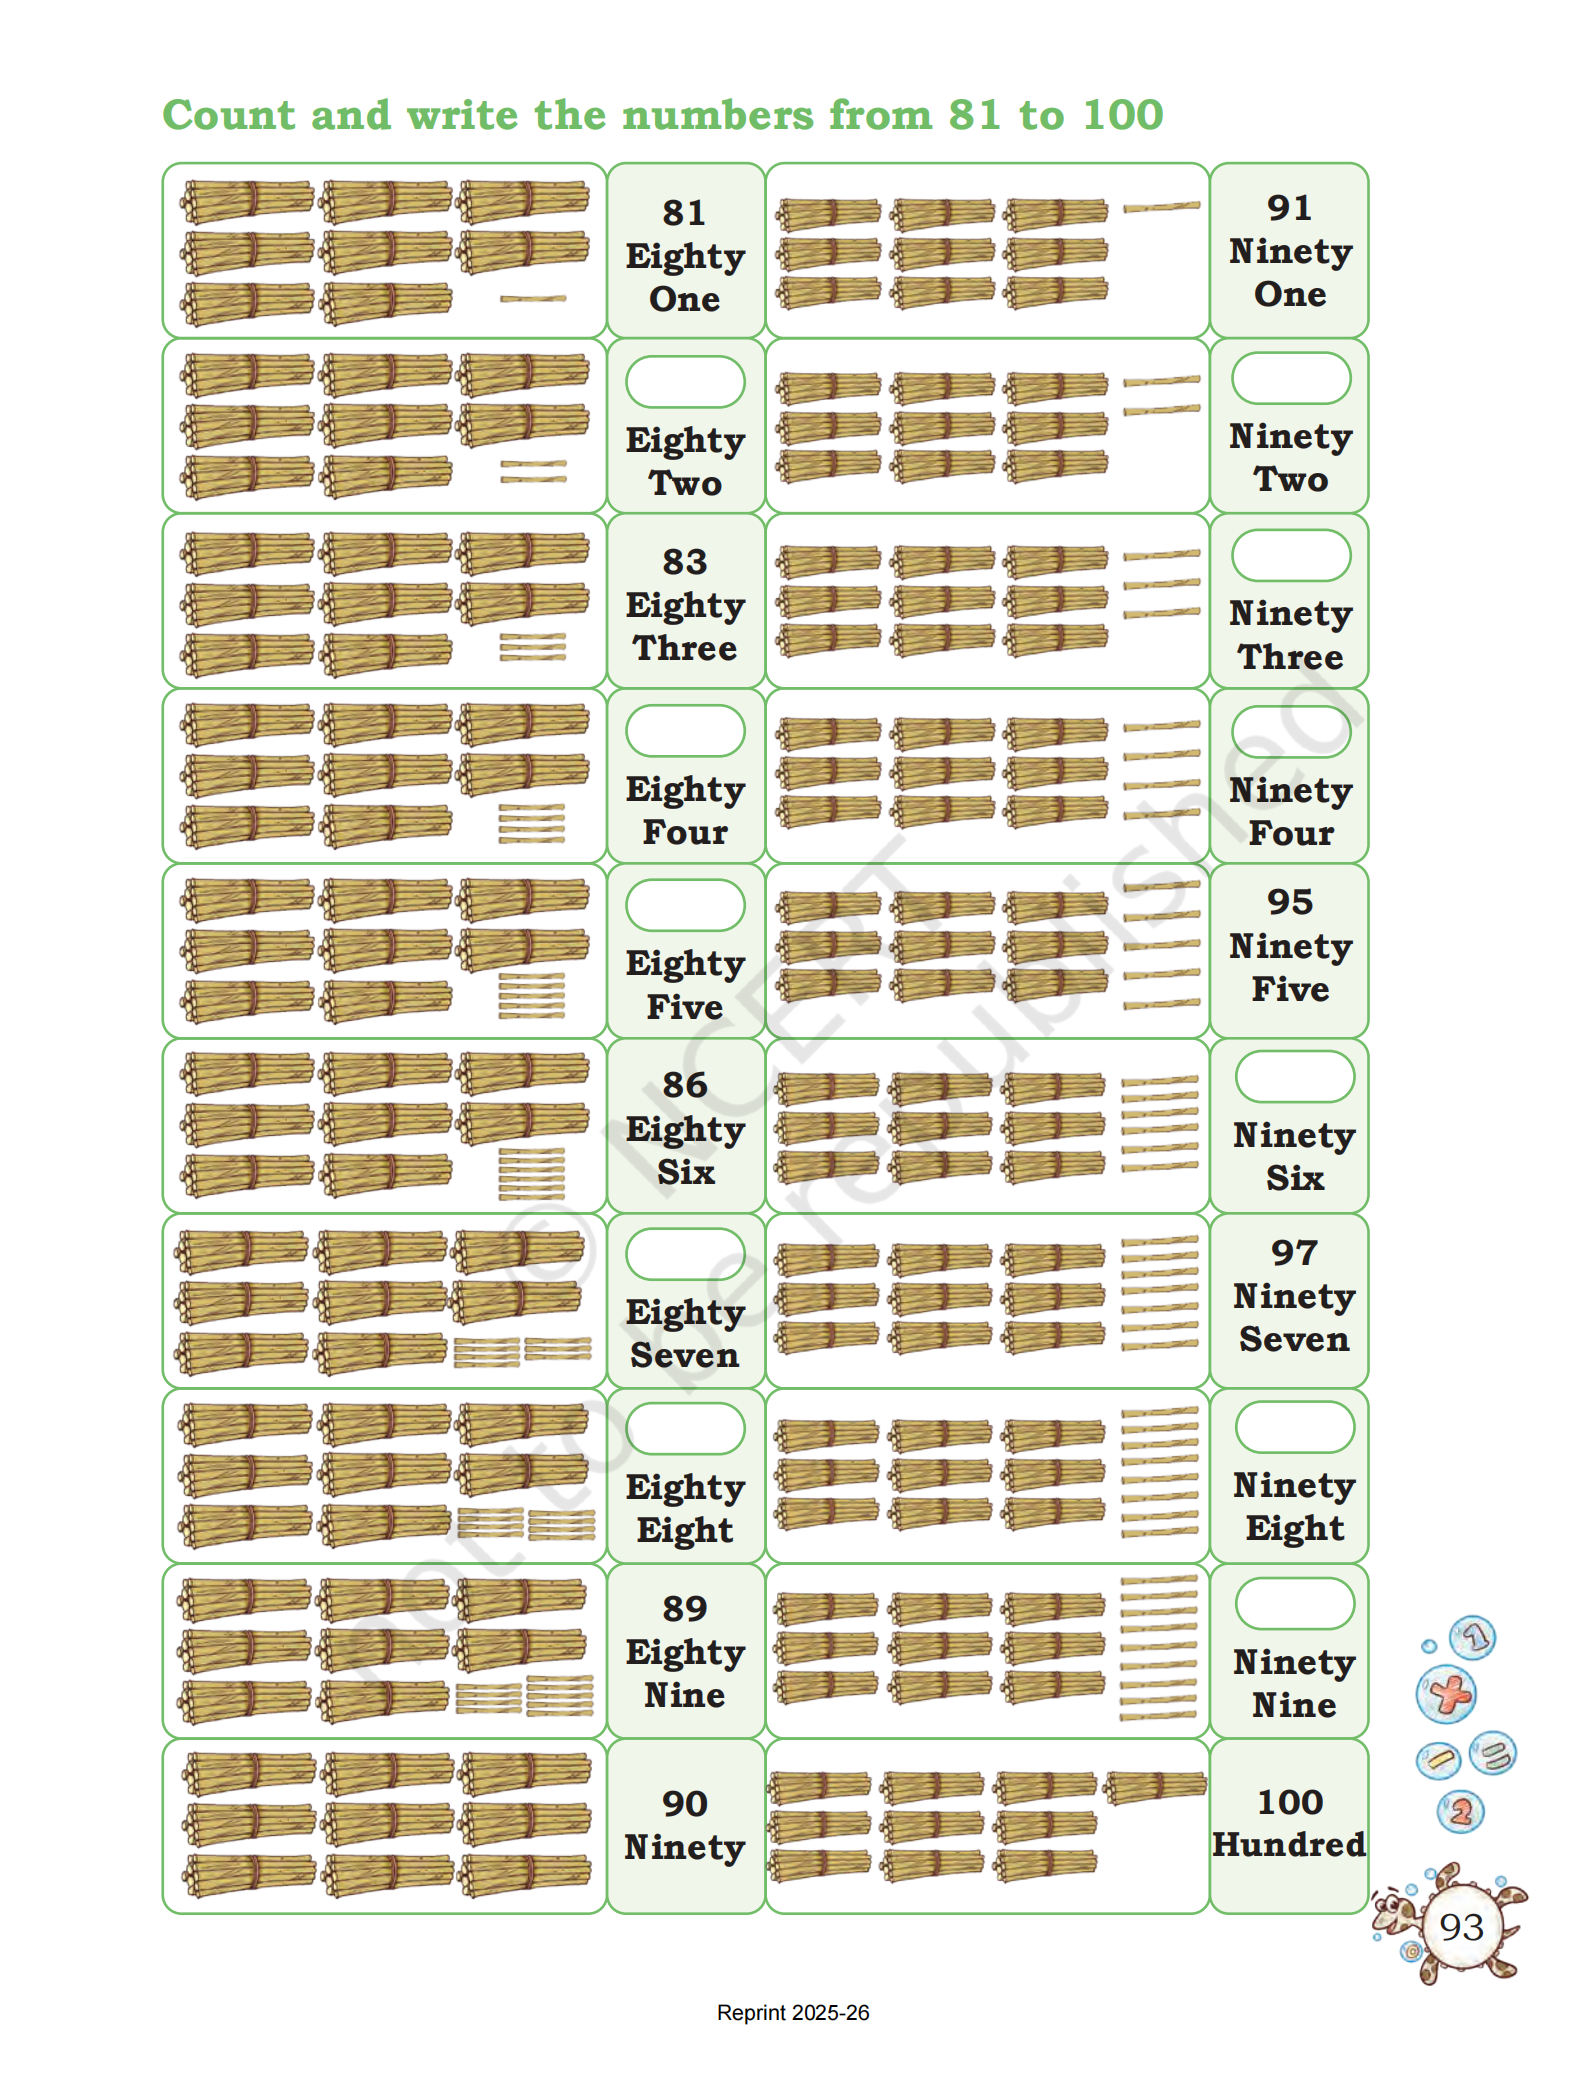 Count and write the numbers from 81 to 100
81
Eighty
One
91
Ninety
One
Eighty
Two
Ninety
Two
83
Eighty
Three
Ninety
Three
Eighty
Four
Ninety
Four
Eighty
Five
95
Ninety
Five
86
Eighty
Six
Ninety
Six
Eighty
Seven
97
Ninety
Seven
Eighty
Eight
Ninety
Eight
89
Eighty
Nine
Ninety
Nine
90
Ninety
100
Hundred
© NCERT
not to be republished
1
2
93
Reprint 2025-26